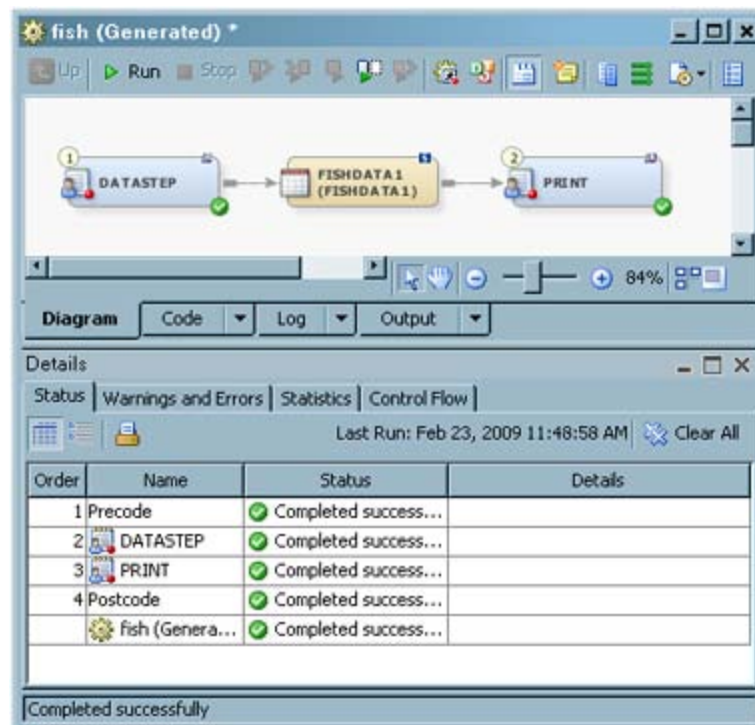 fish (Generated) *
Up Run Stop
1 2
DATASTEP FISHDATA1 (FISHDATA1) PRINT
84%
Diagram Code Log Output
Details
Status Warnings and Errors Statistics Control Flow
Last Run: Feb 23, 2009 11:48:58 AM Clear All
Order Name Status Details
1 Precode Completed success...
2 DATASTEP Completed success...
3 PRINT Completed success...
4 Postcode Completed success...
fish (Genera... Completed success...
Completed successfully